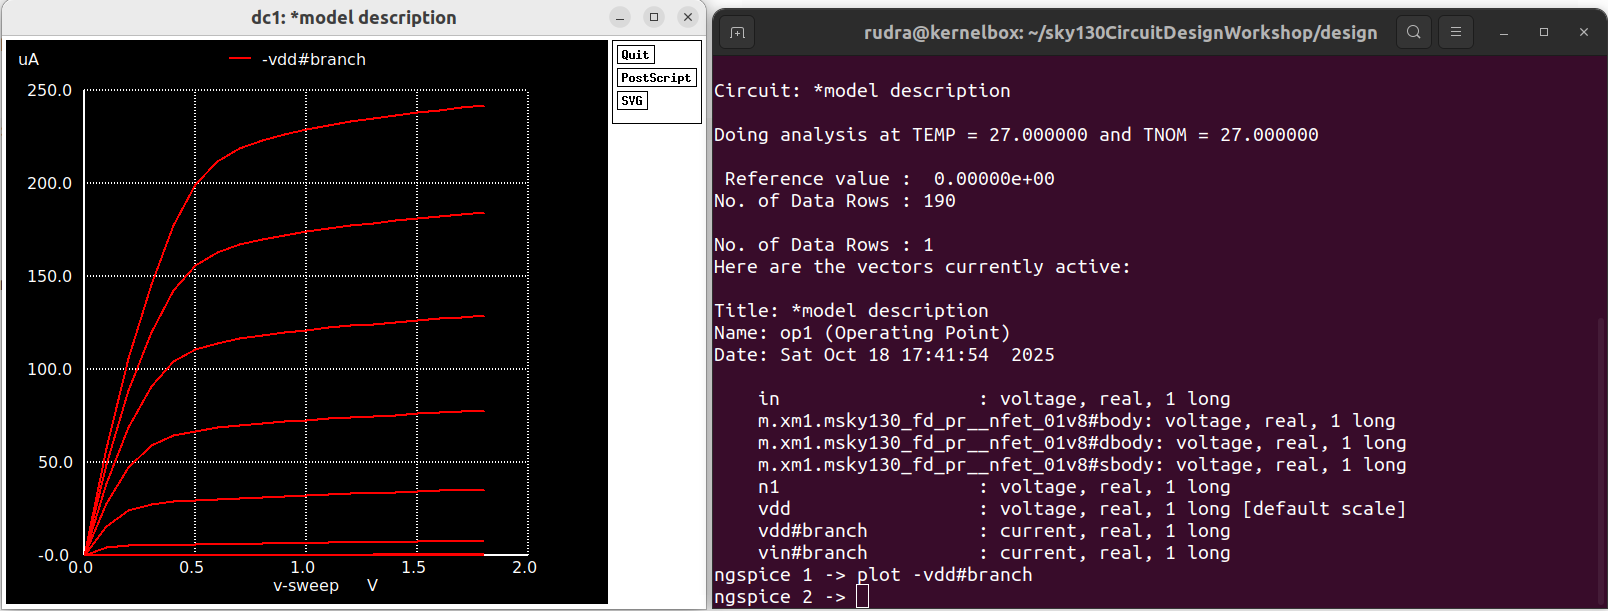 dc1: *model description
uA
-vdd#branch
250.0
200.0
150.0
100.0
50.0
-0.0
0.0 0.5 1.0 1.5 2.0
v-sweep V
Quit
PostScript
SVG
rudra@kernelbox: ~/sky130CircuitDesignWorkshop/design
Circuit: *model description
Doing analysis at TEMP = 27.000000 and TNOM = 27.000000
Reference value :  0.00000e+00
No. of Data Rows : 190
No. of Data Rows : 1
Here are the vectors currently active:
Title: *model description
Name: op1 (Operating Point)
Date: Sat Oct 18 17:41:54  2025
in : voltage, real, 1 long
m.xm1.msky130_fd_pr__nfet_01v8#body: voltage, real, 1 long
m.xm1.msky130_fd_pr__nfet_01v8#dbody: voltage, real, 1 long
m.xm1.msky130_fd_pr__nfet_01v8#sbody: voltage, real, 1 long
n1 : voltage, real, 1 long
vdd : voltage, real, 1 long [default scale]
vdd#branch : current, real, 1 long
vin#branch : current, real, 1 long
ngspice 1 -> plot -vdd#branch
ngspice 2 ->